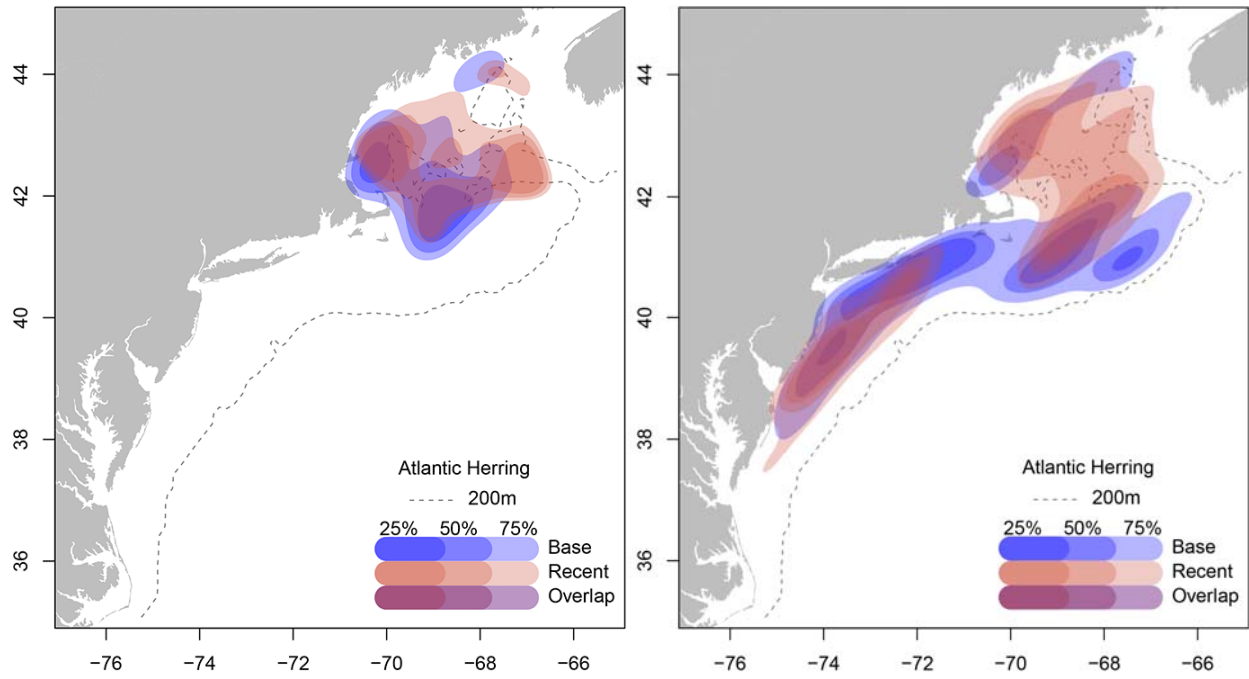 44
42
40
38
36
Atlantic Herring
200m
25% 50% 75%
Base
Recent
Overlap
−76 −74 −72 −70 −68 −66
44
42
40
38
36
Atlantic Herring
200m
25% 50% 75%
Base
Recent
Overlap
−76 −74 −72 −70 −68 −66